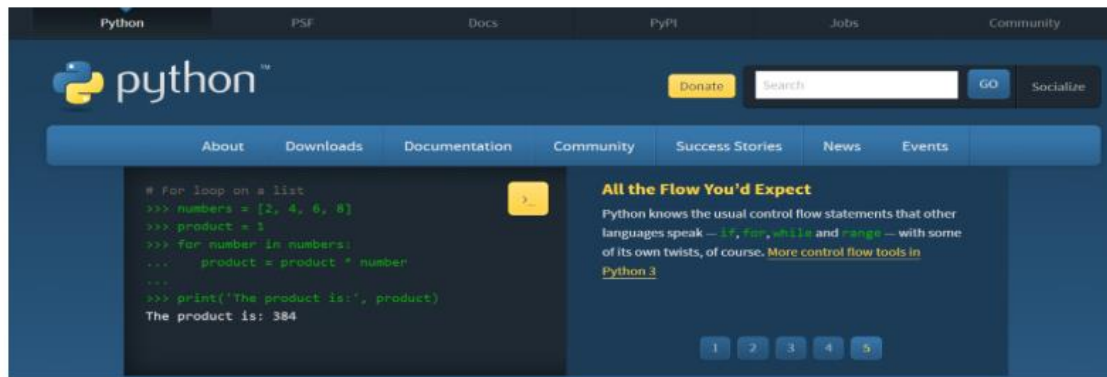 Python PSF Docs PyPI Jobs Community
python™
Donate Search GO Socialize
About Downloads Documentation Community Success Stories News Events
# For loop on a list
>>> numbers = [2, 4, 6, 8]
>>> product = 1
>>> for number in numbers:
...    product = product * number
...
>>> print('The product is:', product)
The product is: 384
>_
All the Flow You’d Expect
Python knows the usual control flow statements that other
languages speak — if, for, while and range — with some
of its own twists, of course. More control flow tools in
Python 3
1 2 3 4 5